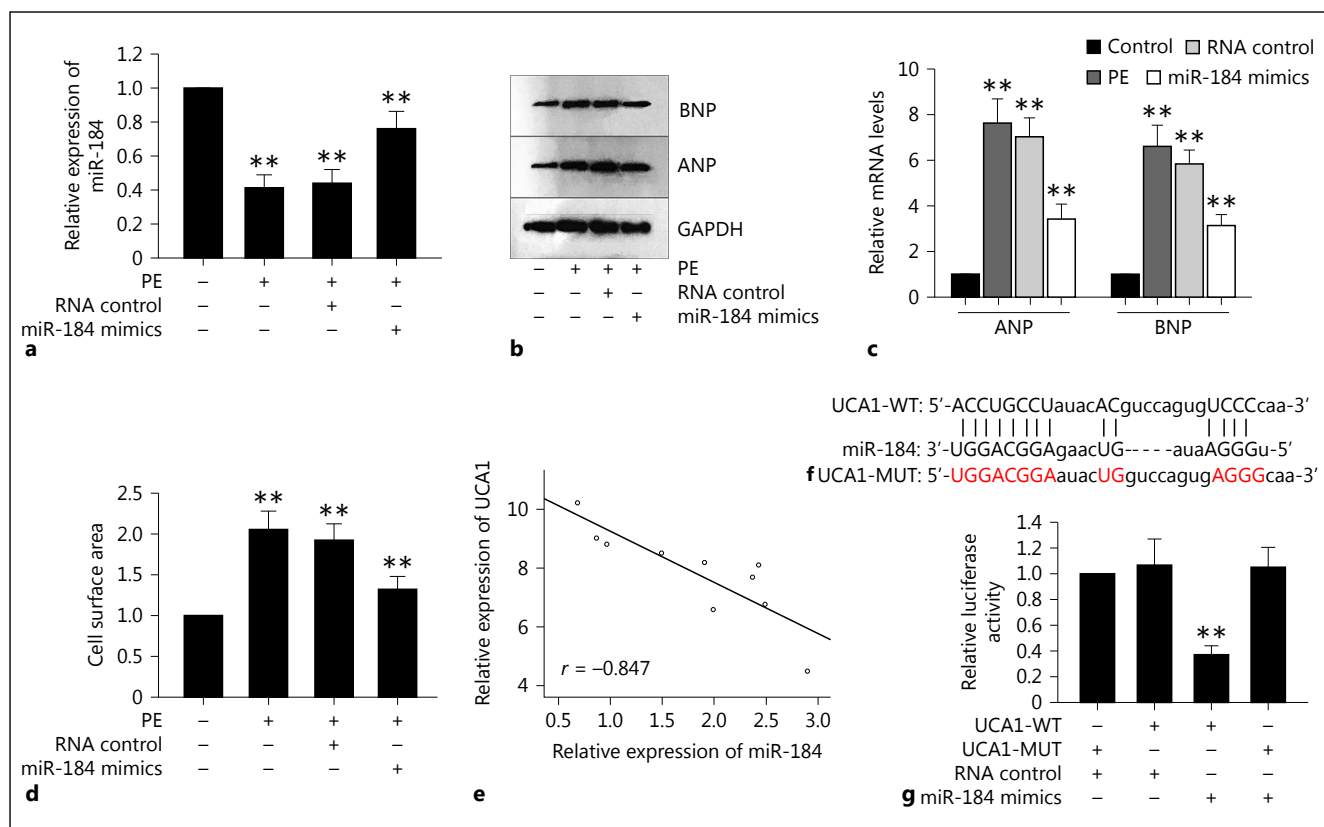 Relative expression of
miR-184
1.2
1.0
0.8
0.6
0.4
0.2
0
** ** **
PE – + + +
RNA control – – + –
miR-184 mimics – – – +
a
BNP
ANP
GAPDH
– + + + PE
– – + – RNA control
– – – + miR-184 mimics
b
Control RNA control
PE miR-184 mimics
Relative mRNA levels
10
8
6
4
2
0
** ** ** ** ** **
ANP BNP
c
Cell surface area
2.5
2.0
1.5
1.0
0.5
0
** ** **
PE – + + +
RNA control – – + –
miR-184 mimics – – – +
d
Relative expression of UCA1
10
8
6
4
r = –0.847
0.5 1.0 1.5 2.0 2.5 3.0
Relative expression of miR-184
e
UCA1-WT: 5’-ACCUGCCUauacACguccagugUCCCcaa-3’
miR-184: 3’-UGGACGGAgaacUG-----auaAGGGu-5’
f UCA1-MUT: 5’-UGGACGGAauacUGguccagugAGGGcaa-3’
Relative luciferase
activity
1.4
1.2
1.0
0.8
0.6
0.4
0.2
0
**
UCA1-WT – + + –
UCA1-MUT + – – +
RNA control + + – –
g miR-184 mimics – – + +